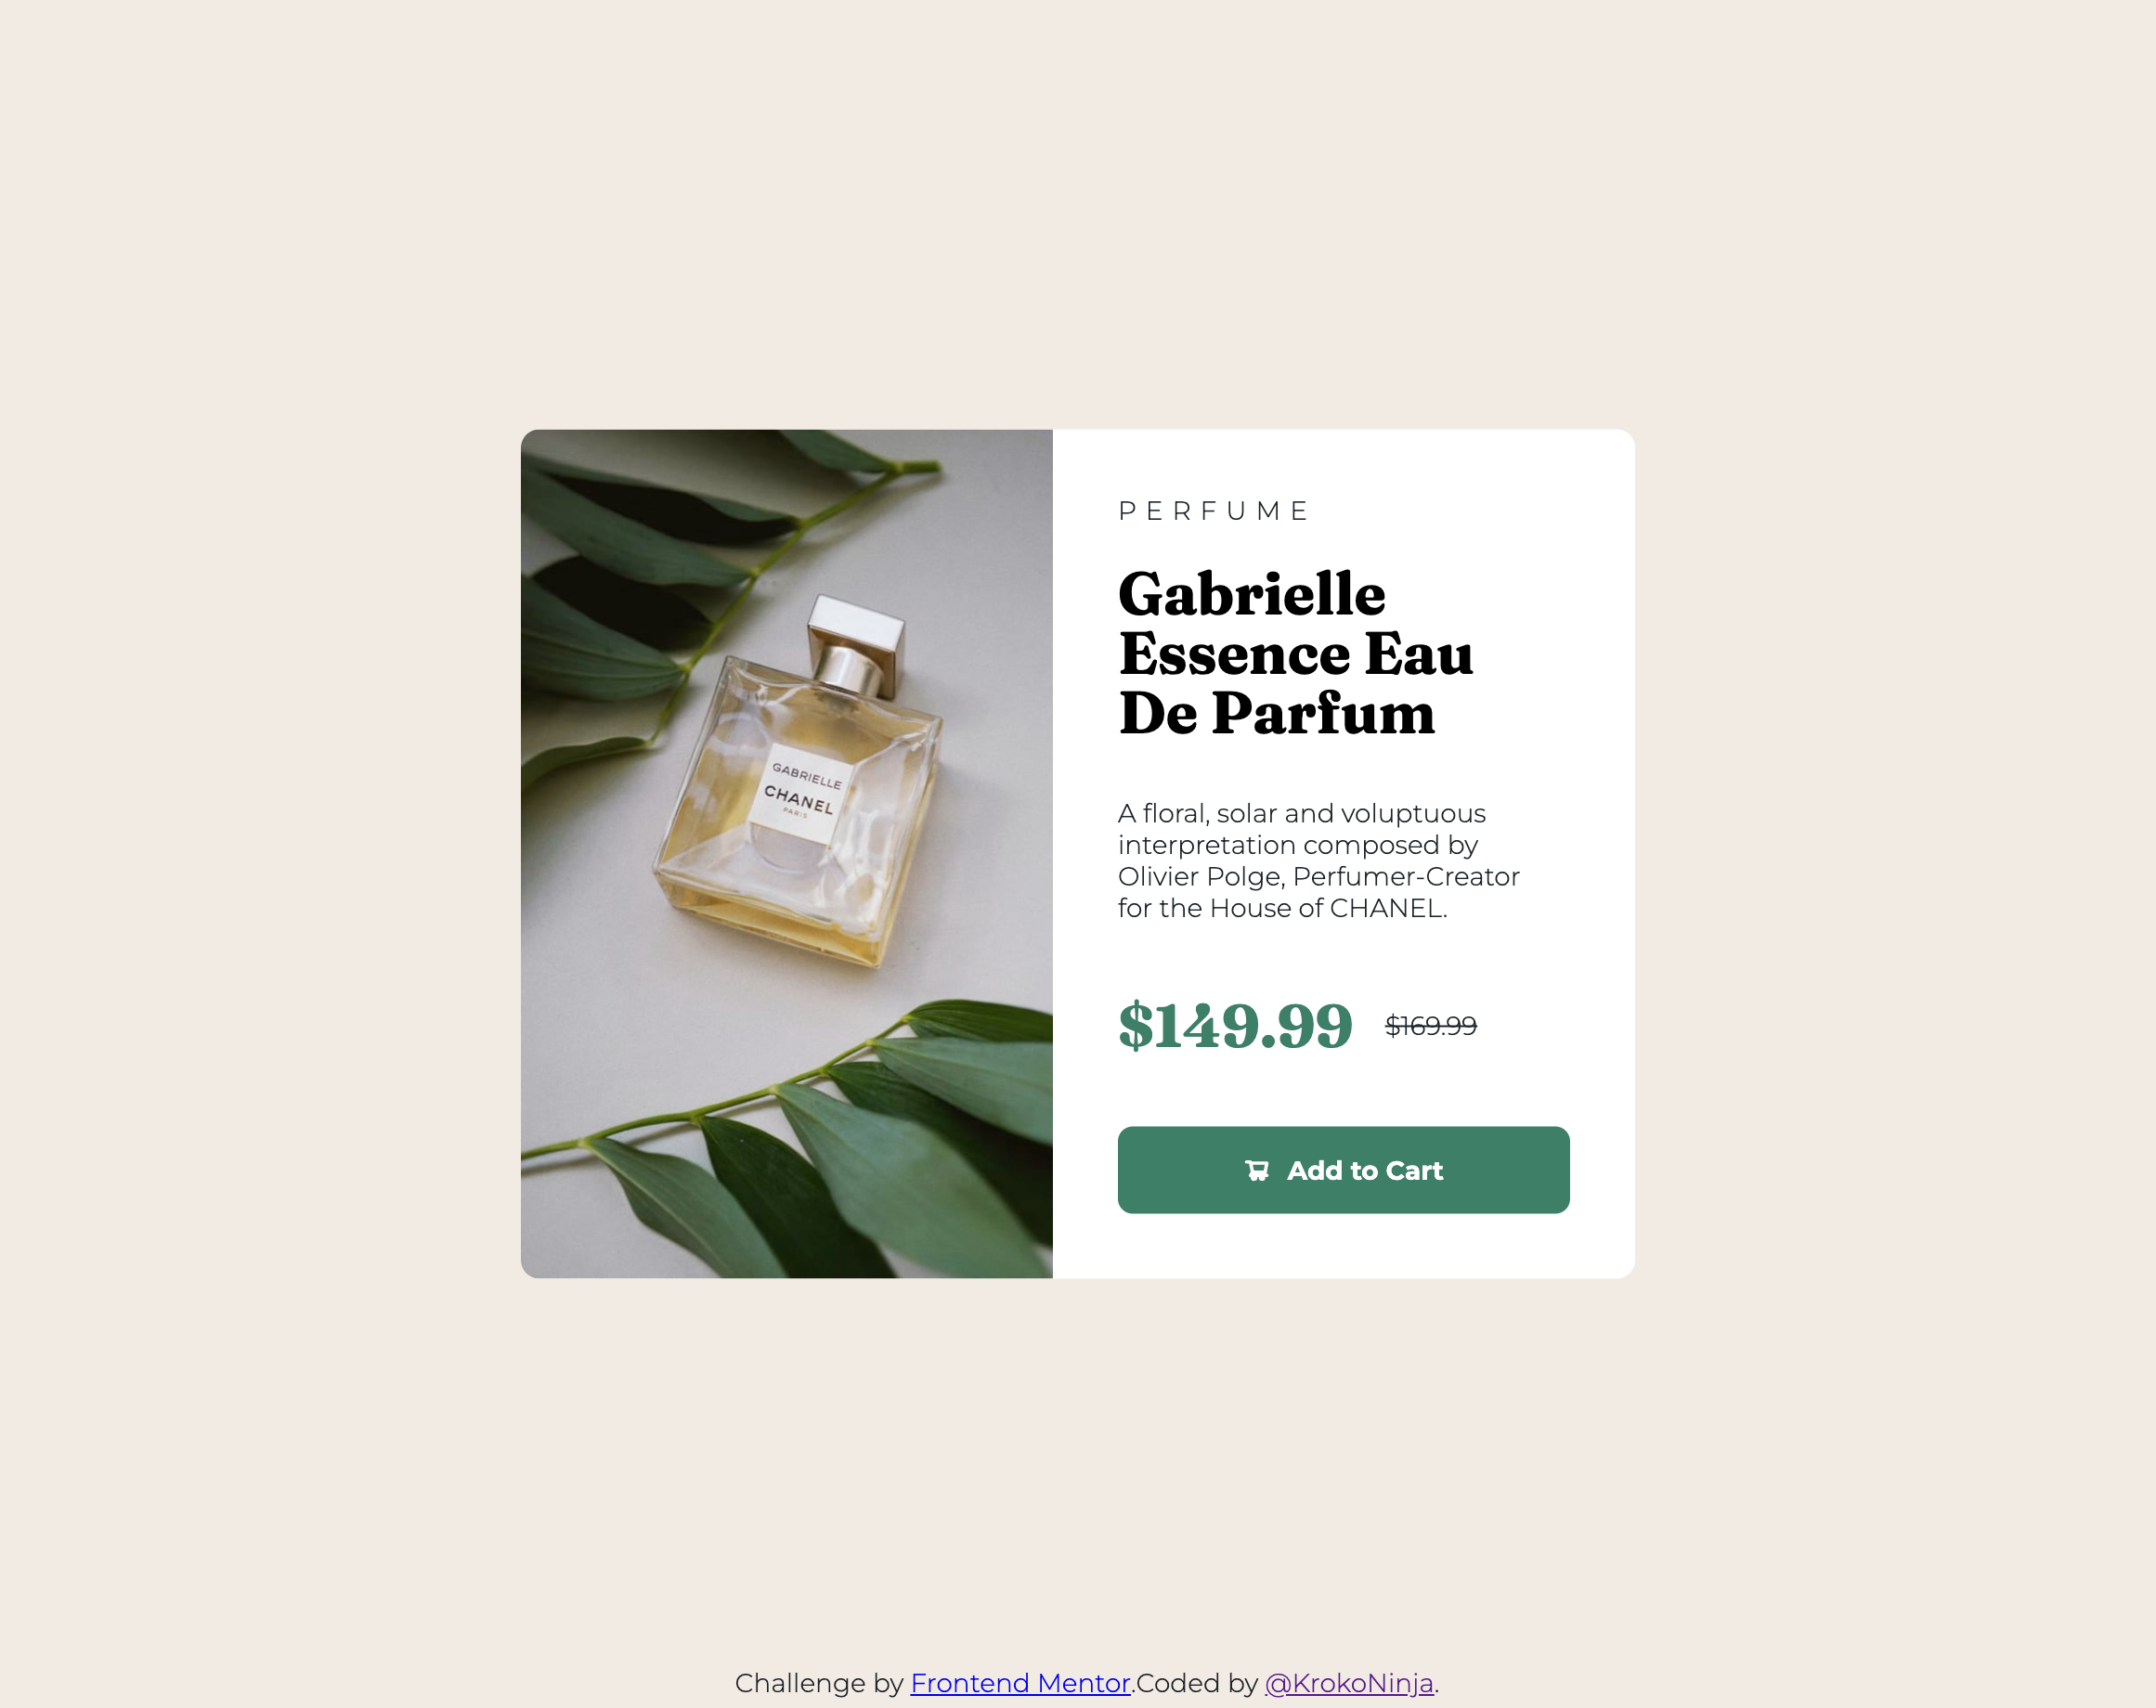 GABRIELLE
CHANEL
PARIS
PERFUME
Gabrielle
Essence Eau
De Parfum
A floral, solar and voluptuous
interpretation composed by
Olivier Polge, Perfumer-Creator
for the House of CHANEL.
$149.99 $169.99
Add to Cart
Challenge by Frontend Mentor.Coded by @KrokoNinja.